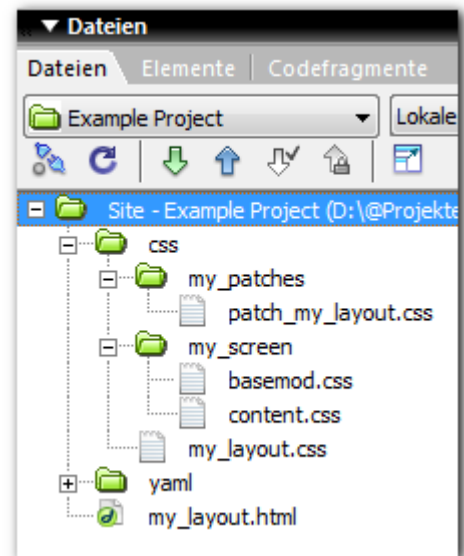 Dateien
Dateien Elemente Codefragmente
Example Project Lokale
Site - Example Project (D:\@Projekte
css
my_patches
patch_my_layout.css
my_screen
basemod.css
content.css
my_layout.css
yaml
my_layout.html